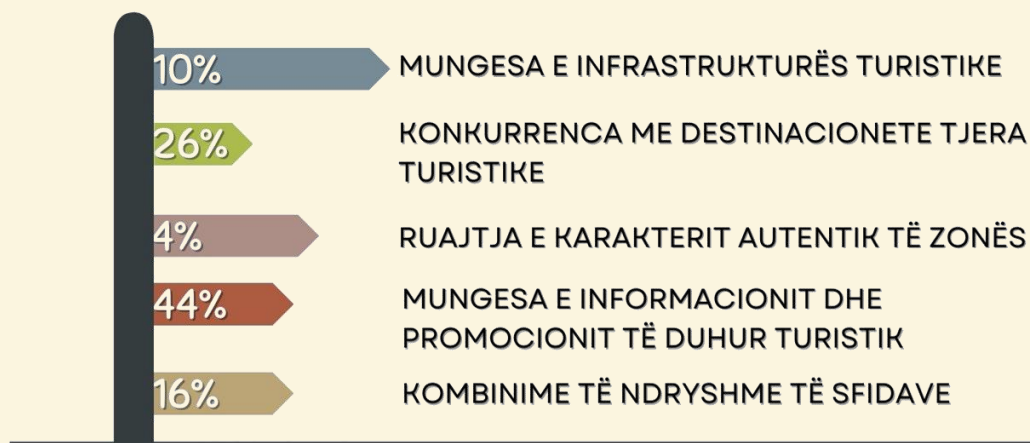 10% MUNGESA E INFRASTRUKTURËS TURISTIKE
26% KONKURRENCA ME DESTINACIONETE TJERA
TURISTIKE
4% RUAJTJA E KARAKTERIT AUTENTIK TË ZONËS
44% MUNGESA E INFORMACIONIT DHE
PROMOCIONIT TË DUHUR TURISTIK
16% KOMBINIME TË NDRYSHME TË SFIDAVE